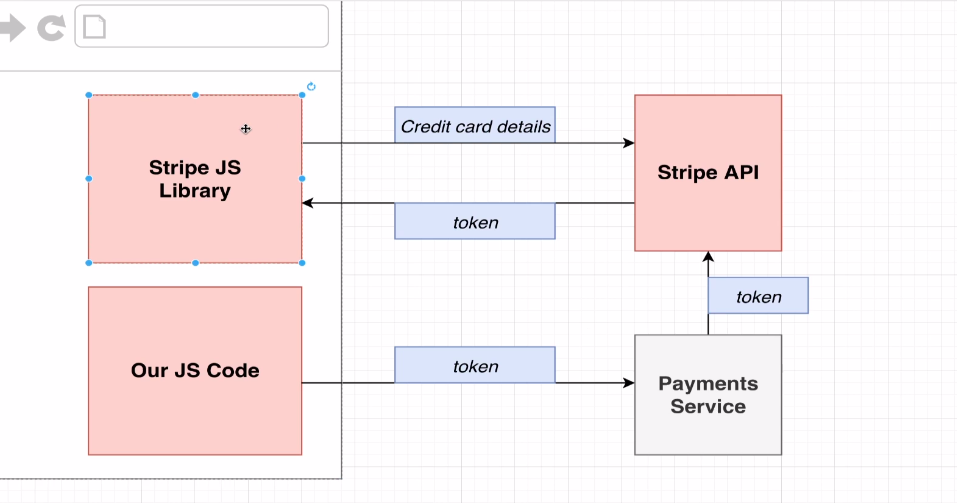 Credit card details
Stripe JS
Library
Stripe API
token
token
Our JS Code
token
Payments
Service